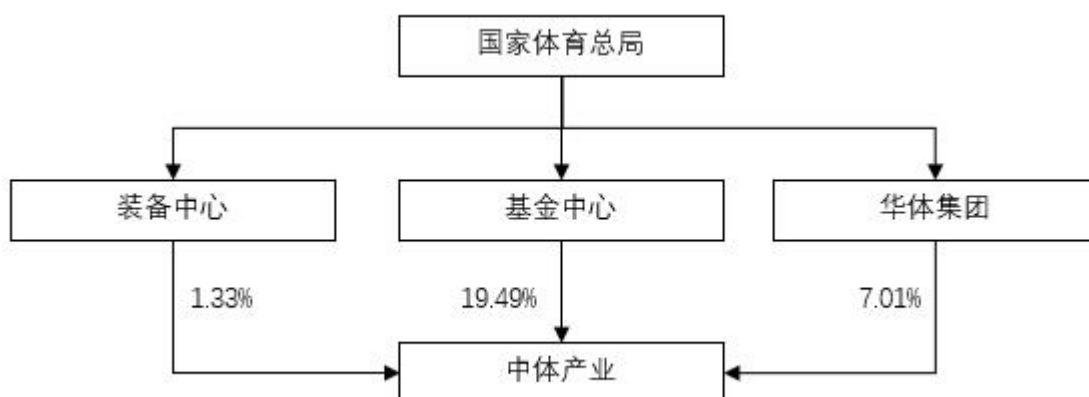 国家体育总局
装备中心
基金中心
华体集团
1.33%
19.49%
7.01%
中体产业